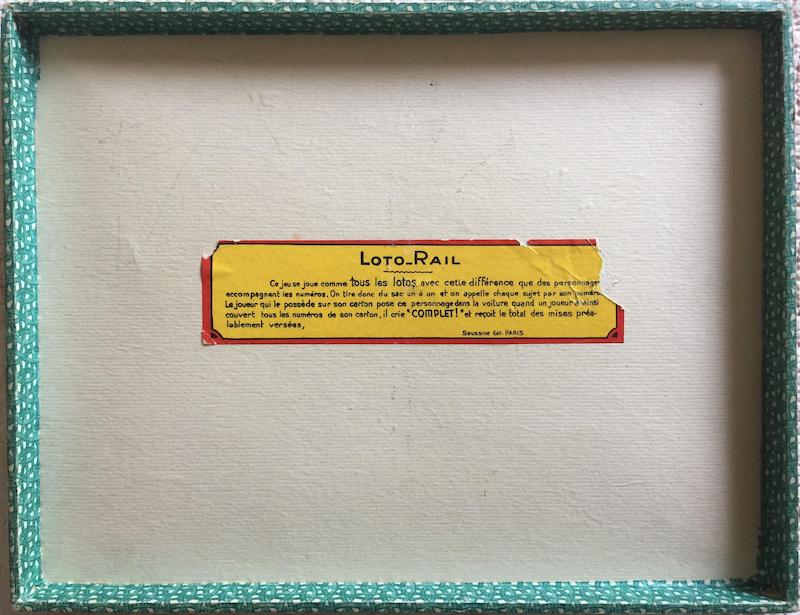 LOTO-RAIL
Ce jeu se joue comme tous les lotos avec cette différence que des personnages
accompagnent les numéros. On tire donc du sac un à un et on appelle chaque sujet par son numéro.
Le joueur qui le possède sur son carton pose ce personnage dans la voiture quand un joueur a ainsi
couvert tous les numéros de son carton, il crie "COMPLET!" et reçoit le total des mises préa-
lablement versées,
Saussine Edt. PARIS